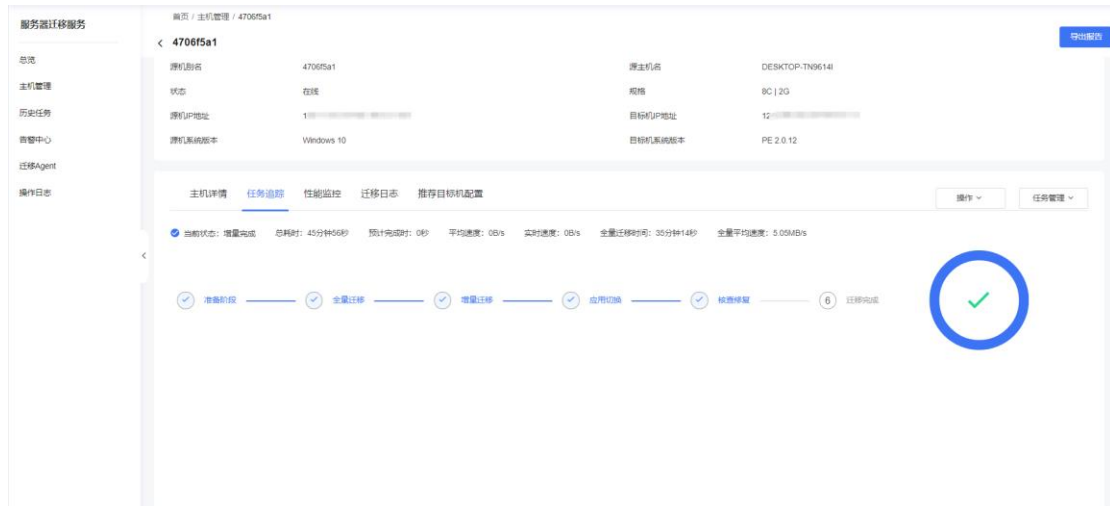 服务器迁移服务
总览
主机管理
历史任务
告警中心
迁移Agent
操作日志
首页 / 主机管理 / 4706f5a1
4706f5a1
导出报告
源机别名 4706f5a1 源主机名 DESKTOP-TN9614I
状态 在线 规格 8C | 2G
源机IP地址 1 目标机IP地址 12
源机系统版本 Windows 10 目标机系统版本 PE 2.0.12
主机详情 任务追踪 性能监控 迁移日志 推荐目标机配置 操作 任务管理
当前状态：增量完成 总耗时：45分钟56秒 预计完成时：0秒 平均速度：0B/s 实时速度：0B/s 全量迁移时间：35分钟14秒 全量平均速度：5.05MB/s
准备阶段 全量迁移 增量迁移 应用切换 核查修复 6 迁移完成